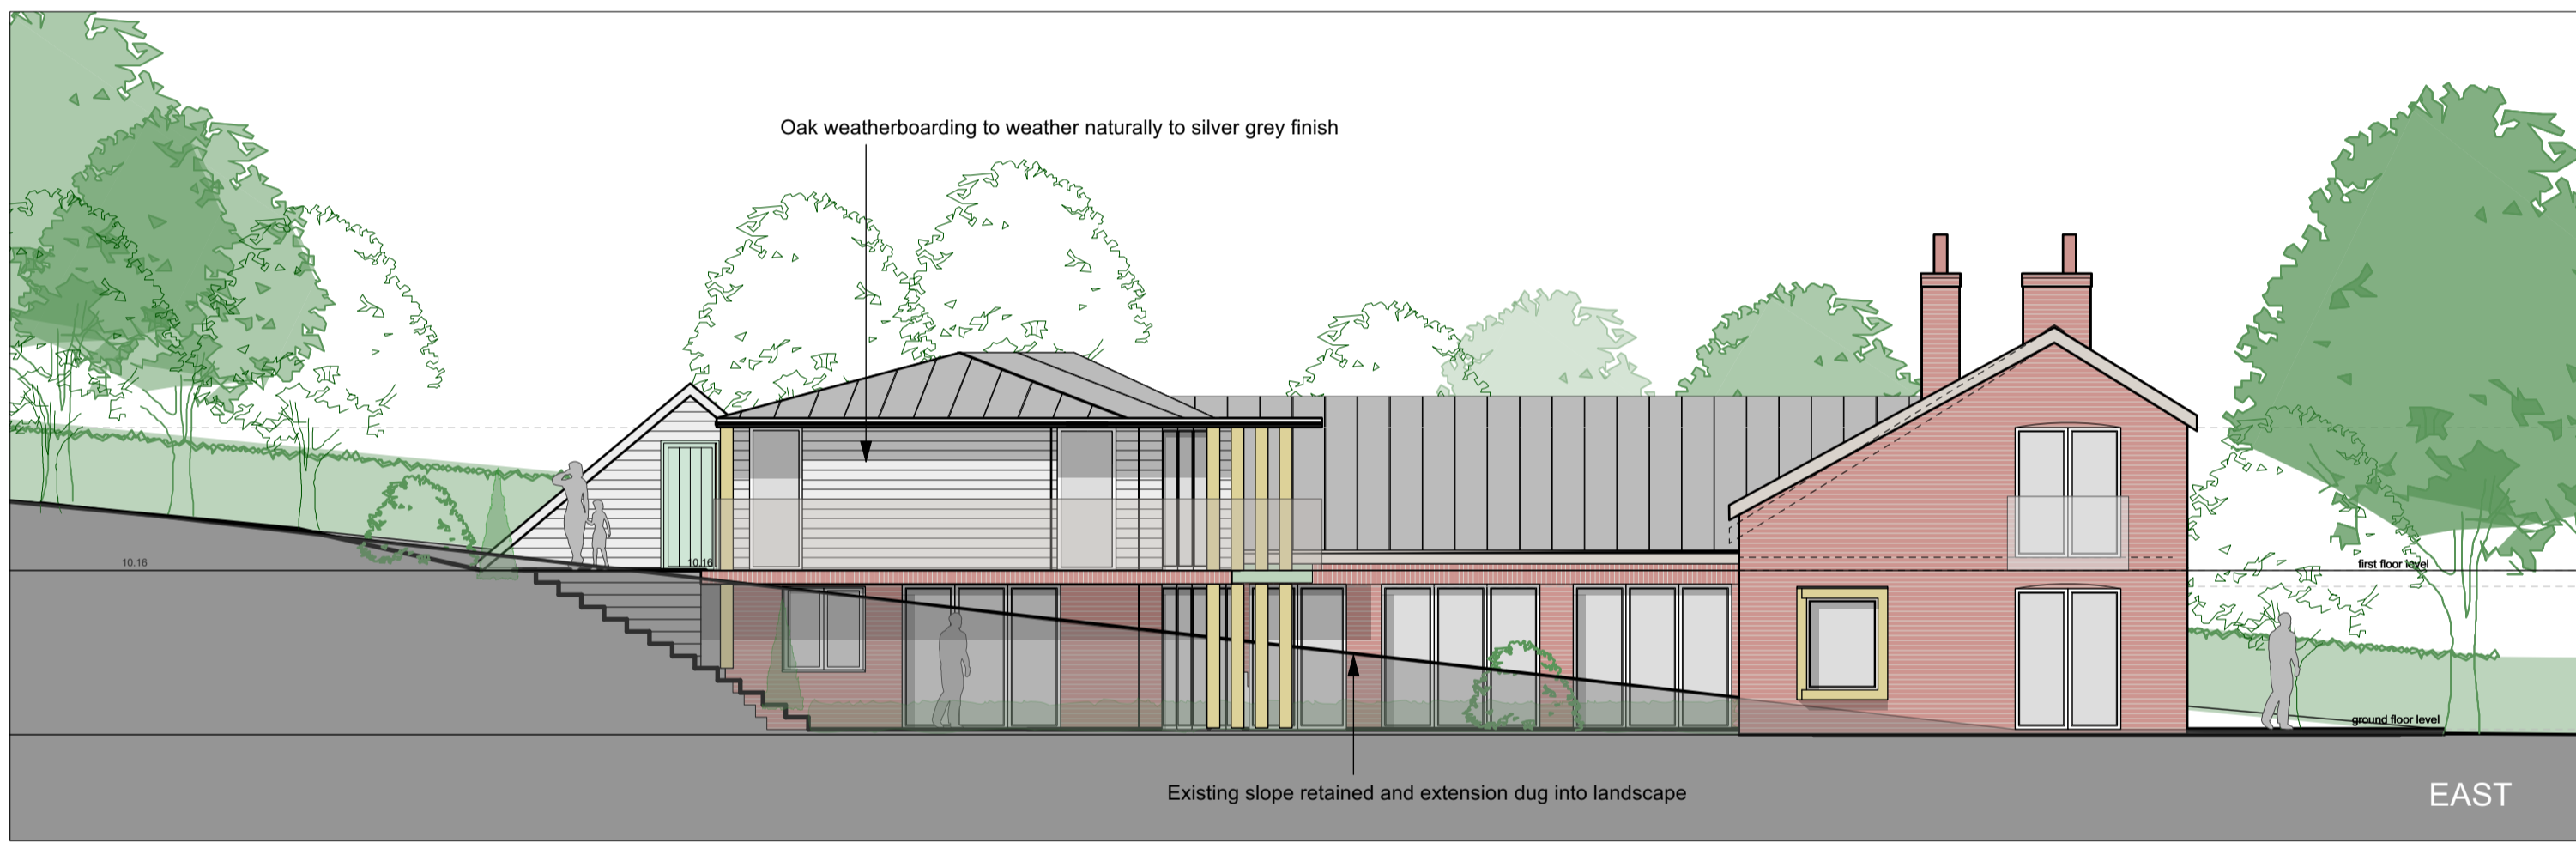 Oak weatherboarding to weather naturally to silver grey finish
10.16
10.16
first floor level
ground floor level
Existing slope retained and extension dug into landscape
EAST